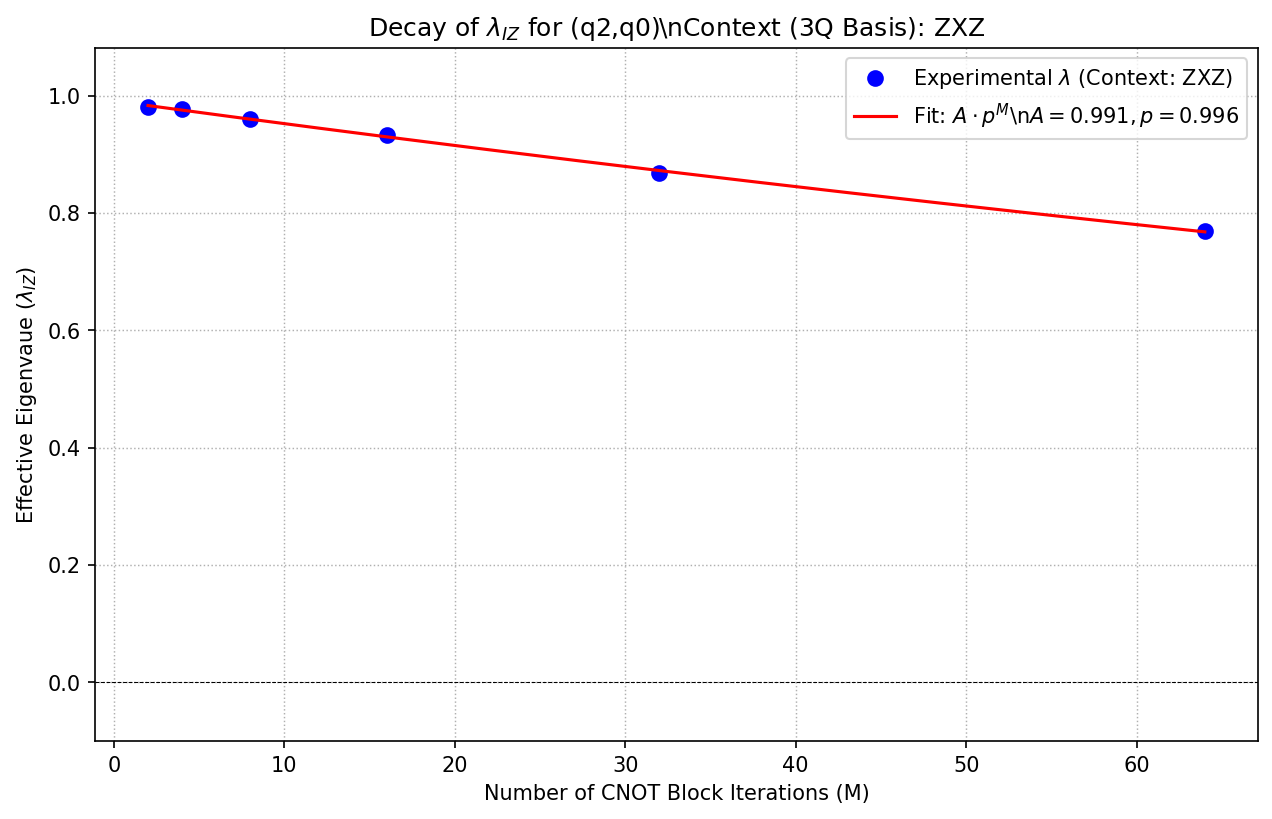 Decay of λ_IZ for (q2,q0)\nContext (3Q Basis): ZXZ
Experimental λ (Context: ZXZ)
Fit: A · p^M\nA = 0.991, p = 0.996
Effective Eigenvaue (λ_IZ)
1.0
0.8
0.6
0.4
0.2
0.0
0 10 20 30 40 50 60
Number of CNOT Block Iterations (M)